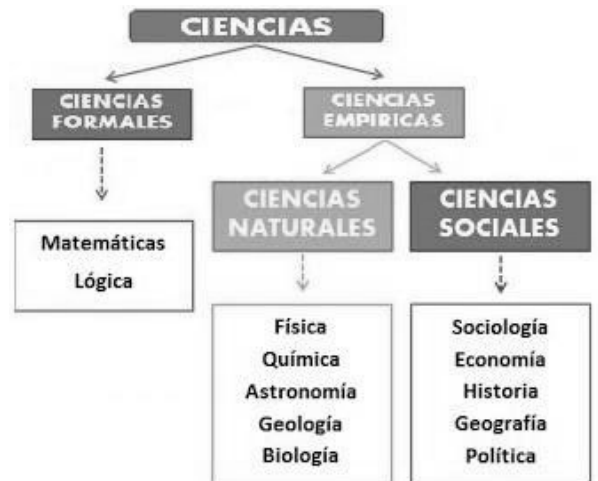 CIENCIAS
CIENCIAS
FORMALES
CIENCIAS
EMPIRICAS
CIENCIAS
NATURALES
CIENCIAS
SOCIALES
Matemáticas
Lógica
Física
Química
Astronomía
Geología
Biología
Sociología
Economía
Historia
Geografía
Política